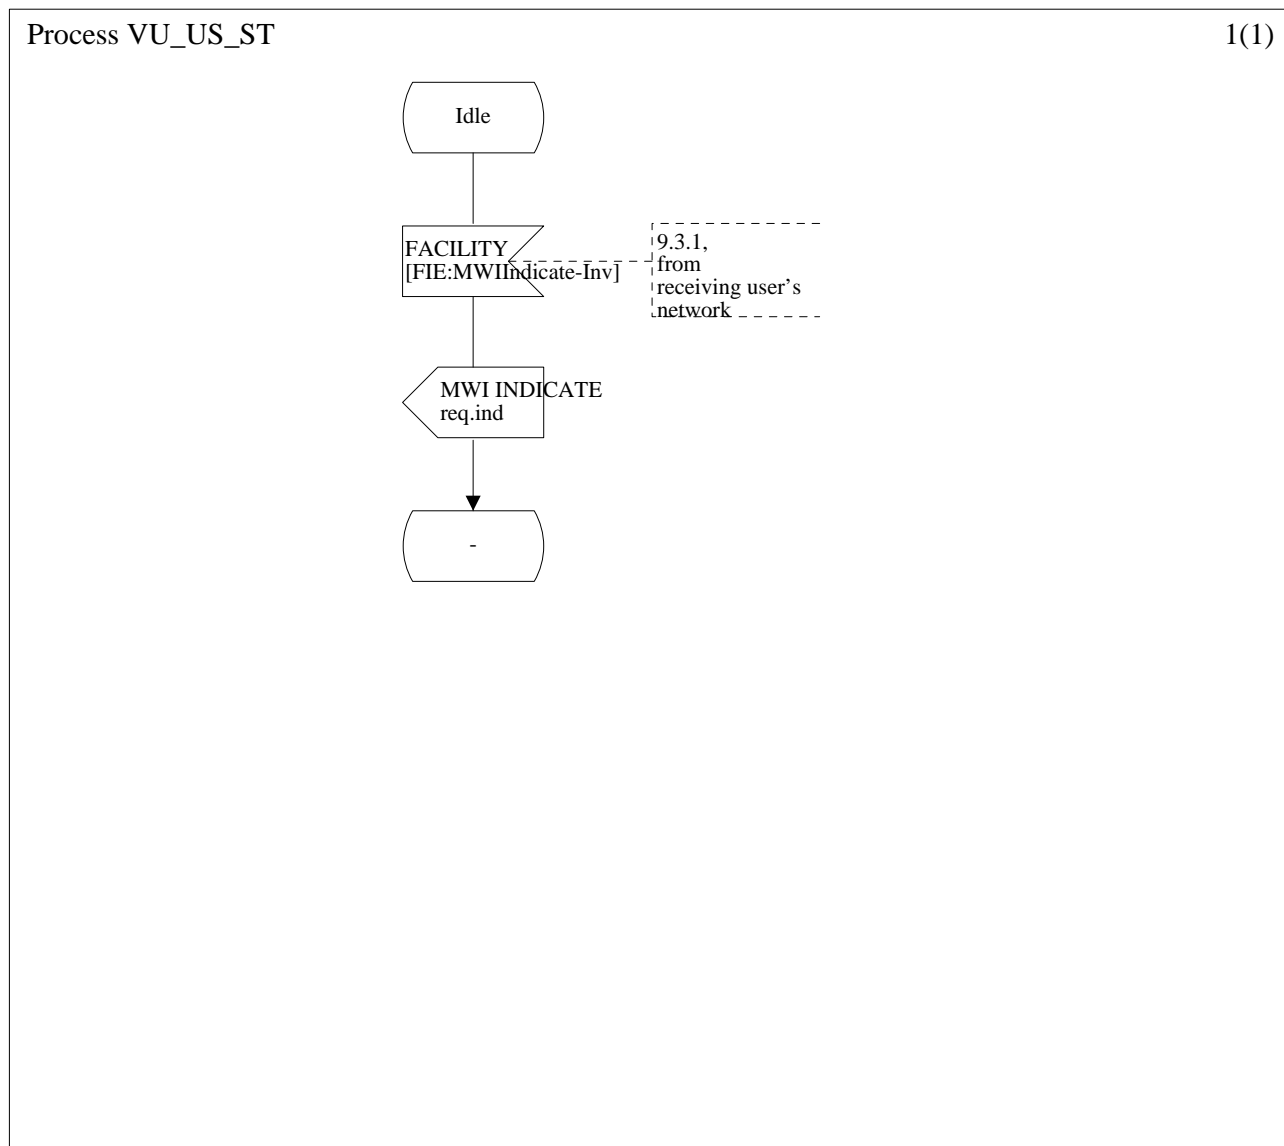 Process VU_US_ST
1(1)
Idle
FACILITY
[FIE:MWIIndicate-Inv]
9.3.1,
from
receiving user's
network
MWI INDICATE
req.ind
-